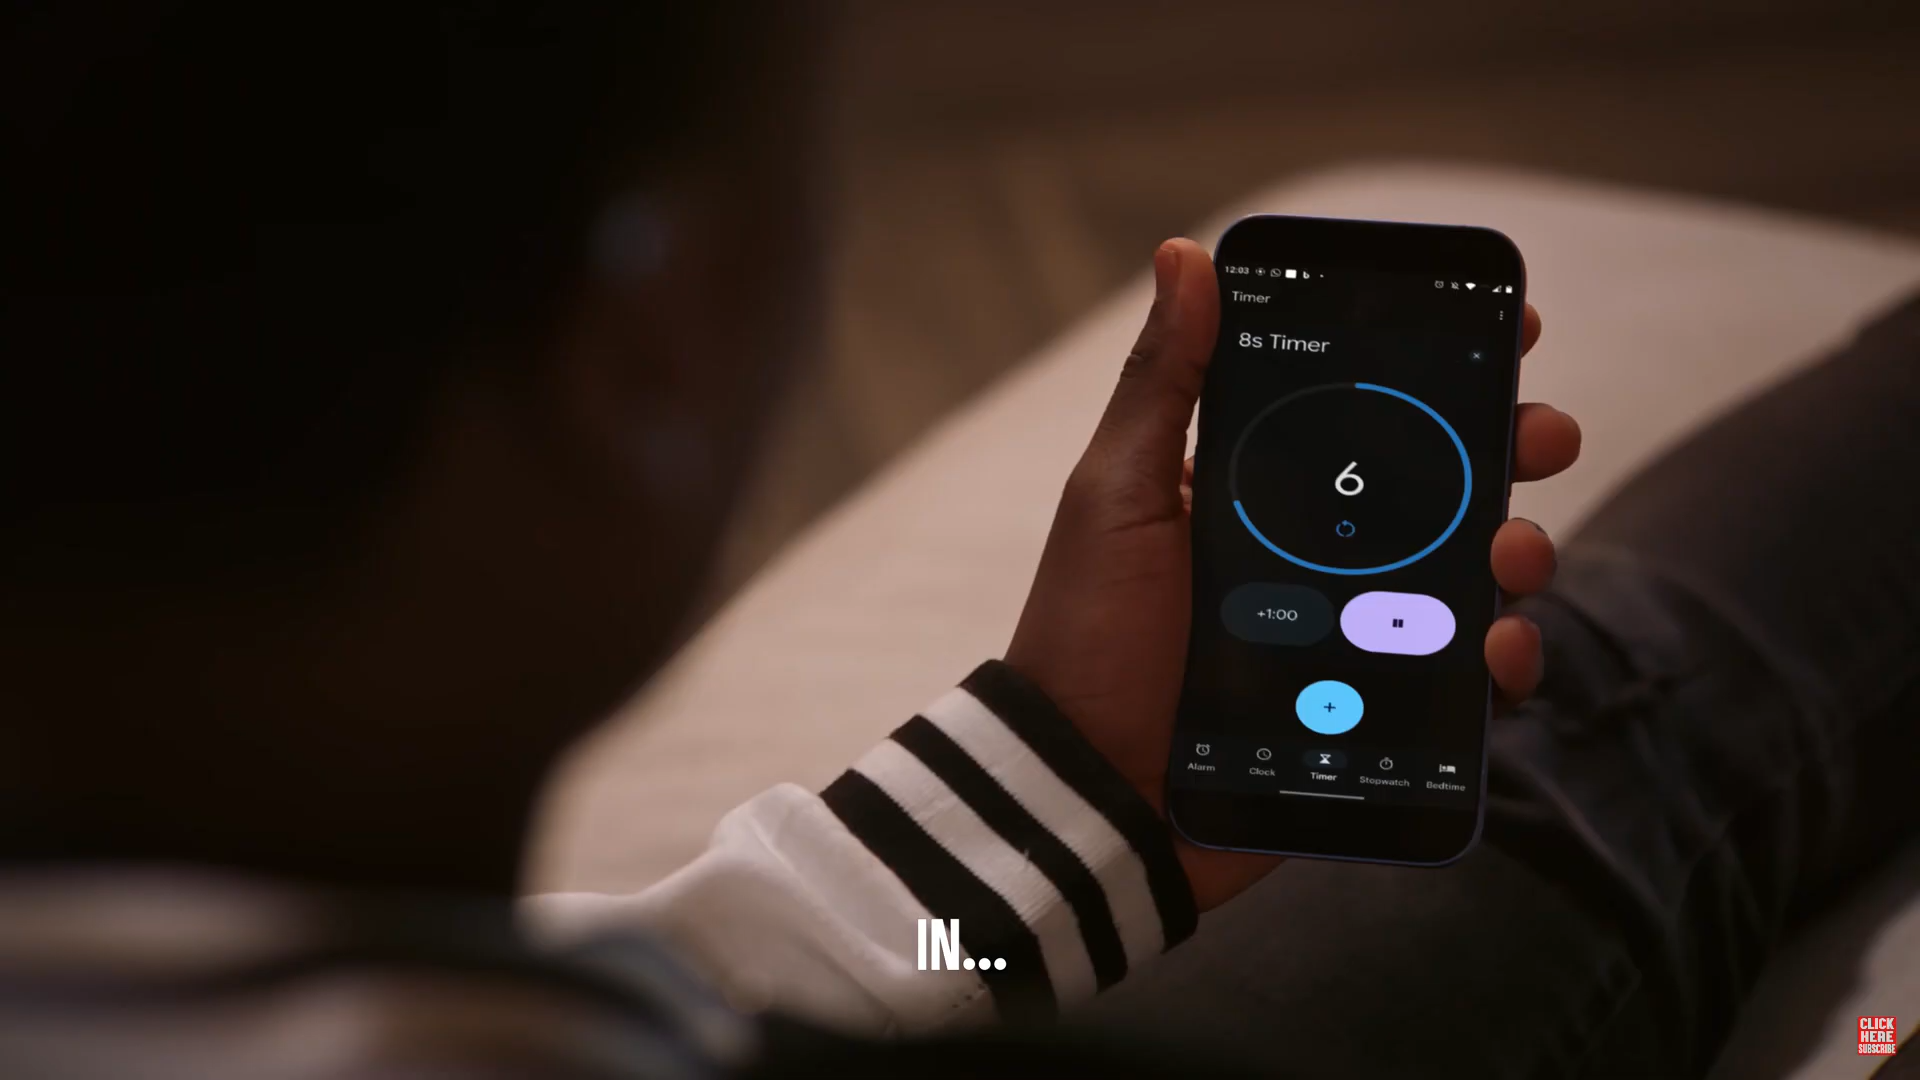 12:03
Timer
8s Timer
6
+1:00
+
Alarm
Clock
Timer
Stopwatch
Bedtime
IN...
CLICK
HERE
SUBSCRIBE